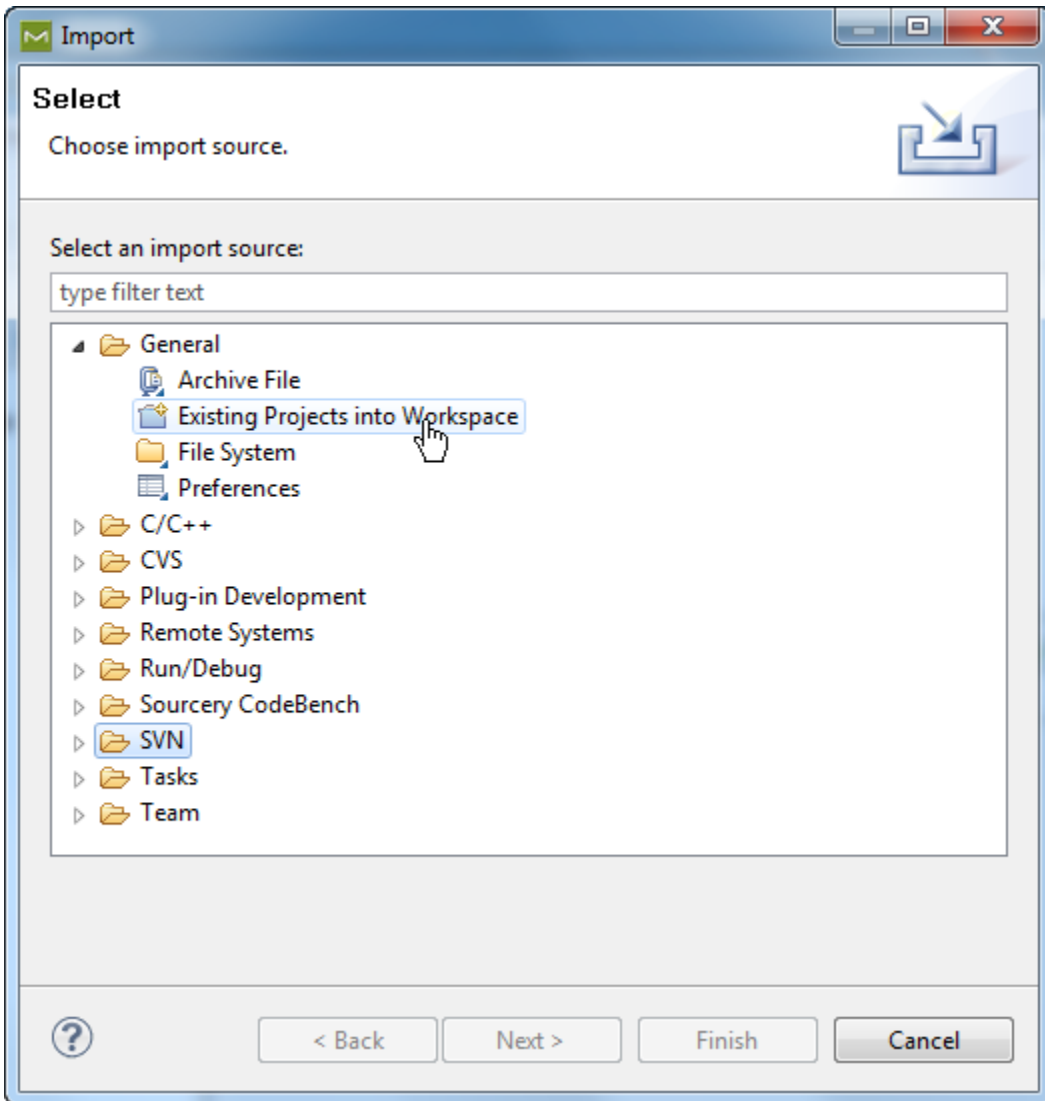 Import
Select
Choose import source.
Select an import source:
type filter text
General
Archive File
Existing Projects into Workspace
File System
Preferences
C/C++
CVS
Plug-in Development
Remote Systems
Run/Debug
Sourcery CodeBench
SVN
Tasks
Team
? < Back Next > Finish Cancel